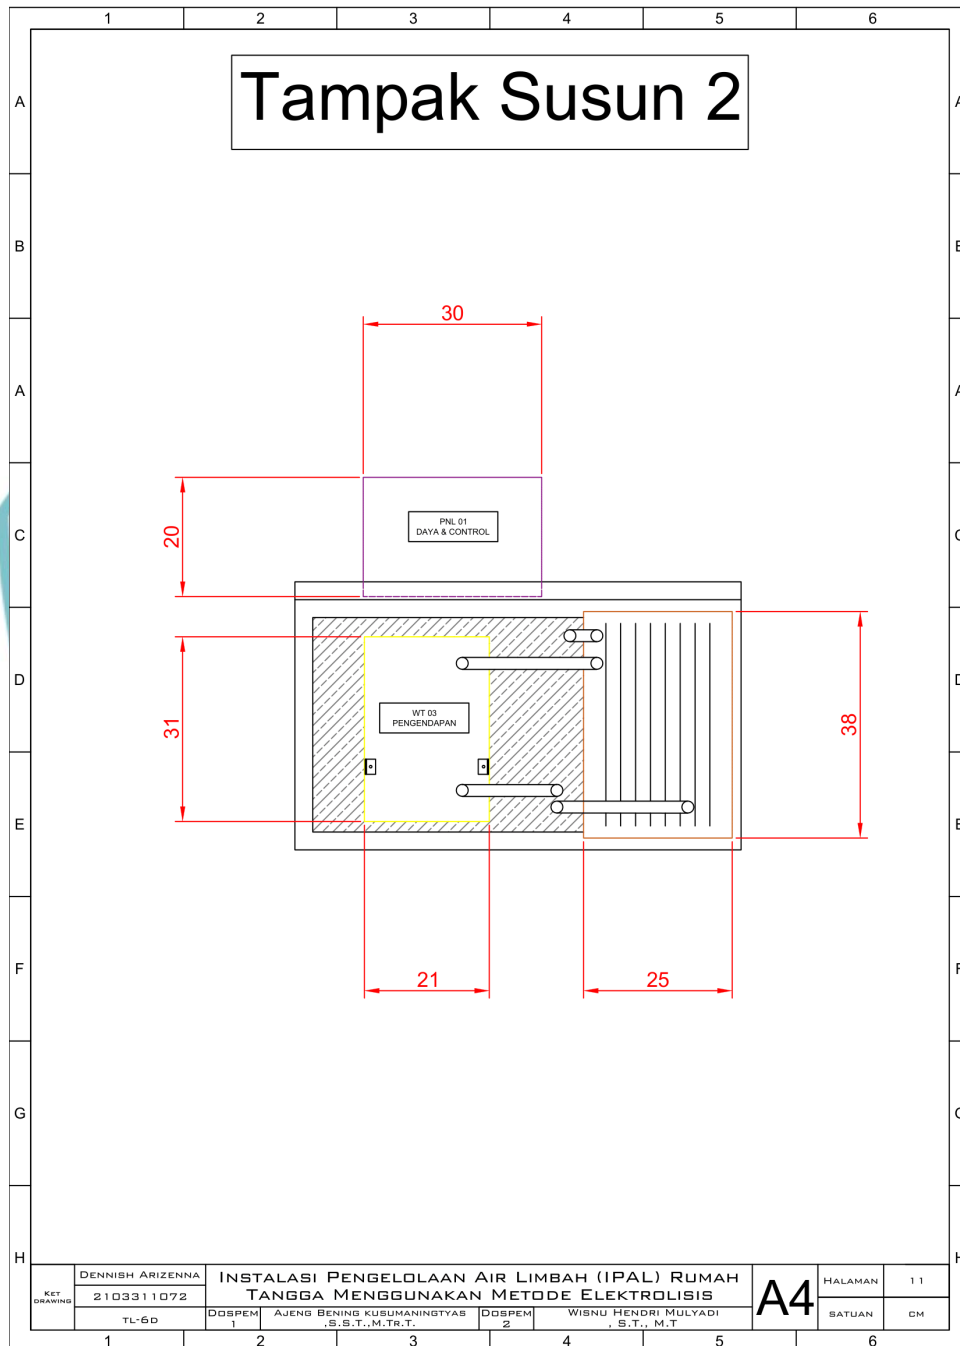 1 2 3 4 5 6
Tampak Susun 2
A A
B B
A A
30
C C
20
PNL 01
DAYA & CONTROL
D D
31
WT 03
PENGENDAPAN
38
E E
F F
21
25
G G
H H
KET
DRAWING
DENNISH ARIZENNA
2103311072
TL-6D
INSTALASI PENGELOLAAN AIR LIMBAH (IPAL) RUMAH
TANGGA MENGGUNAKAN METODE ELEKTROLISIS
DOSPEM
1
AJENG BENING KUSUMANINGTYAS
,S.S.T.,M.TR.T.
DOSPEM
2
WISNU HENDRI MULYADI
, S.T., M.T
A4
HALAMAN
11
SATUAN
CM
2 3 4 5 6